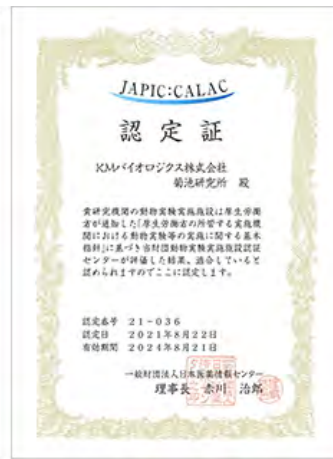 JAPIC:CALAC
認定証
KMバイオロジクス株式会社
菊池研究所 殿
貴研究機関の動物実験実施施設は厚生労働
省が通知した「厚生労働省の所管する実施機
関における動物実験等の実施に関する基本
指針」に基づき当財団動物実験実施施設認証
センターが評価した結果、適合していると
認められますのでここに認定します。
認定番号 21-036
認定日 2021年8月22日
有効期間 2024年8月21日
一般財団法人日本医薬情報センター
理事長 赤川 治郎